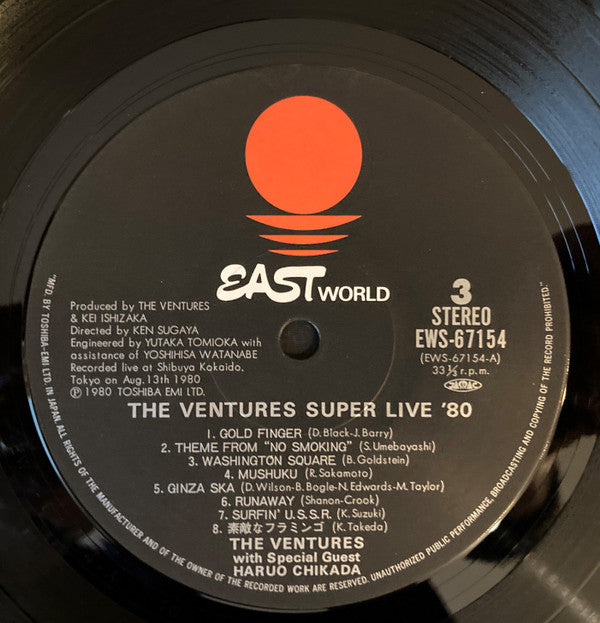 EAST WORLD
Produced by THE VENTURES
& KEI ISHIZAKA
Directed by KEN SUGAYA
Engineered by YUTAKA TOMIOKA with
assistance of YOSHIHISA WATANABE
Recorded live at Shibuya Kokaido,
Tokyo on Aug.13th 1980
Ⓟ 1980 TOSHIBA EMI LTD.
3
STEREO
EWS-67154
(EWS-67154-A)
33⅓ r.p.m.
JASRAC
THE VENTURES SUPER LIVE '80
1. GOLD FINGER (D.Black-J.Barry)
2. THEME FROM "NO SMOKING" (S.Umebayashi)
3. WASHINGTON SQUARE (B.Goldstein)
4. MUSHUKU (R.Sakamoto)
5. GINZA SKA (D.Wilson-B.Bogle-N.Edwards-M.Taylor)
6. RUNAWAY (Shanon-Crook)
7. SURFIN' U.S.S.R. (K.Suzuki)
8. 素敵なフラミンゴ (K.Takeda)
THE VENTURES
with Special Guest
HARUO CHIKADA
"MFD. BY TOSHIBA-EMI LTD. IN JAPAN. ALL RIGHTS OF THE MANUFACTURER AND OF THE OWNER OF THE RECORDED WORK ARE RESERVED. UNAUTHORIZED PUBLIC PERFORMANCE, BROADCASTING AND COPYING OF THE RECORD PROHIBITED."